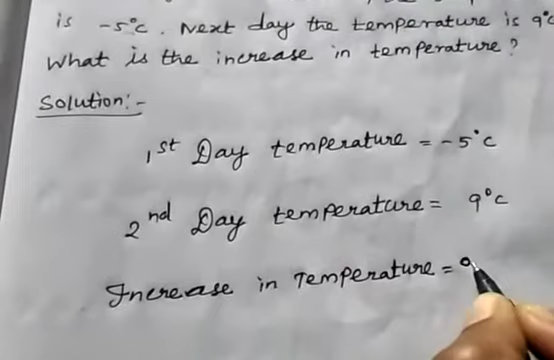 is -5°c. Next day the temperature is 9°c
What is the increase in temperature?
Solution:-
1st Day temperature = -5°c
2nd Day temperature = 9°c
Increase in Temperature =